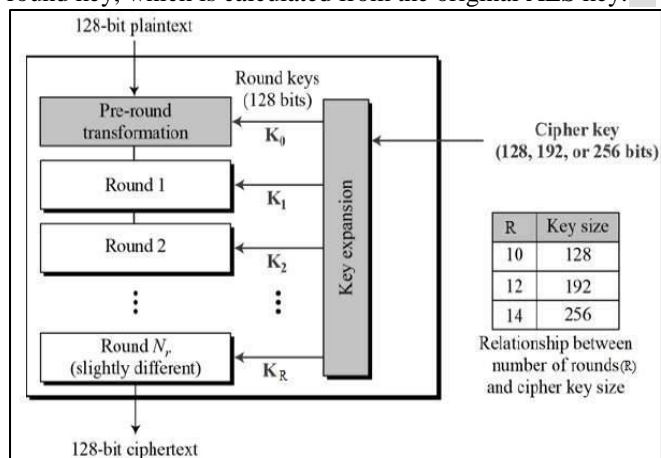 round key, which is calculated from the original AES key.
128-bit plaintext
Round keys
(128 bits)
Pre-round
transformation
K₀
Cipher key
(128, 192, or 256 bits)
Round 1
K₁
Round 2
K₂
Key expansion
R Key size
10 128
12 192
14 256
Relationship between
number of rounds(R)
and cipher key size
Round Nᵣ
(slightly different)
K_R
128-bit ciphertext